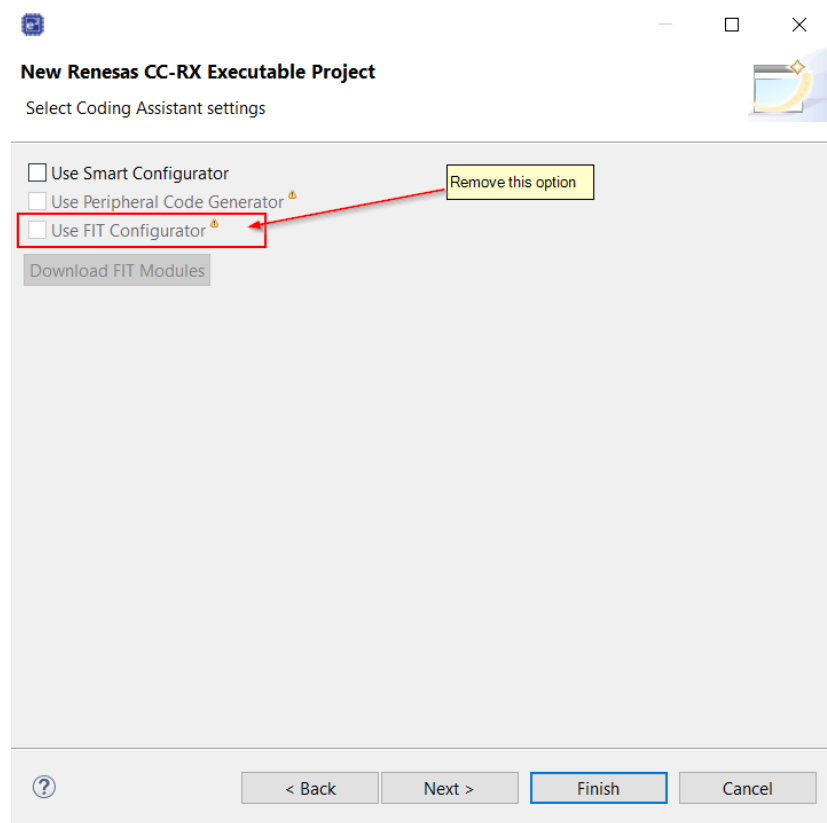 New Renesas CC-RX Executable Project
Select Coding Assistant settings
Use Smart Configurator
Remove this option
Use Peripheral Code Generator
Use FIT Configurator
Download FIT Modules
< Back
Next >
Finish
Cancel